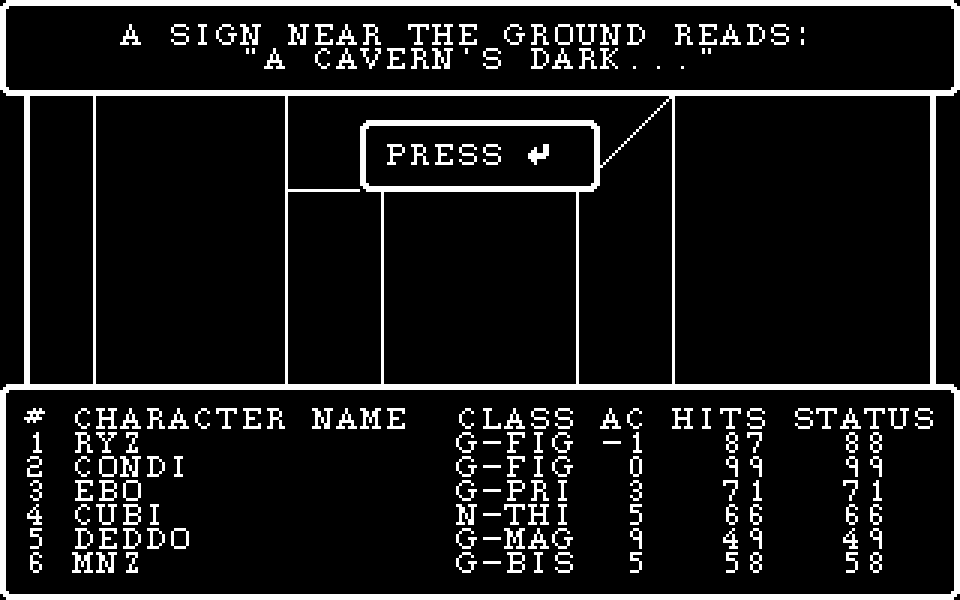 A SIGN NEAR THE GROUND READS:
"A CAVERN'S DARK..."
PRESS ↵
# CHARACTER NAME CLASS AC HITS STATUS
1 RYZ G-FIG -1 87 88
2 CONDI G-FIG 0 99 99
3 EBO G-PRI 3 71 71
4 CUBI N-THI 5 66 66
5 DEDDO G-MAG 9 49 49
6 MNZ G-BIS 5 58 58